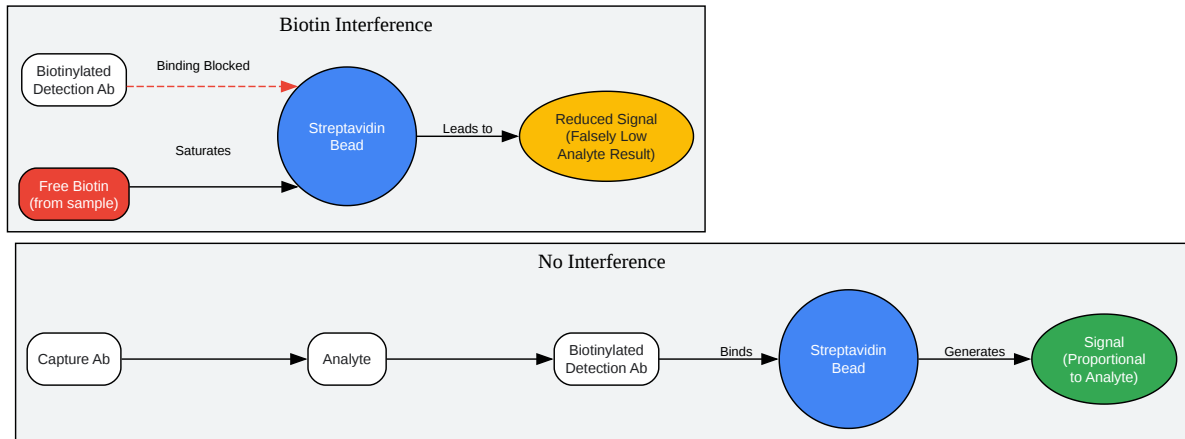 Biotin Interference
Biotinylated
Detection Ab
Binding Blocked
Streptavidin
Bead
Leads to
Reduced Signal
(Falsely Low
Analyte Result)
Saturates
Free Biotin
(from sample)
No Interference
Capture Ab
Analyte
Biotinylated
Detection Ab
Binds
Streptavidin
Bead
Generates
Signal
(Proportional
to Analyte)